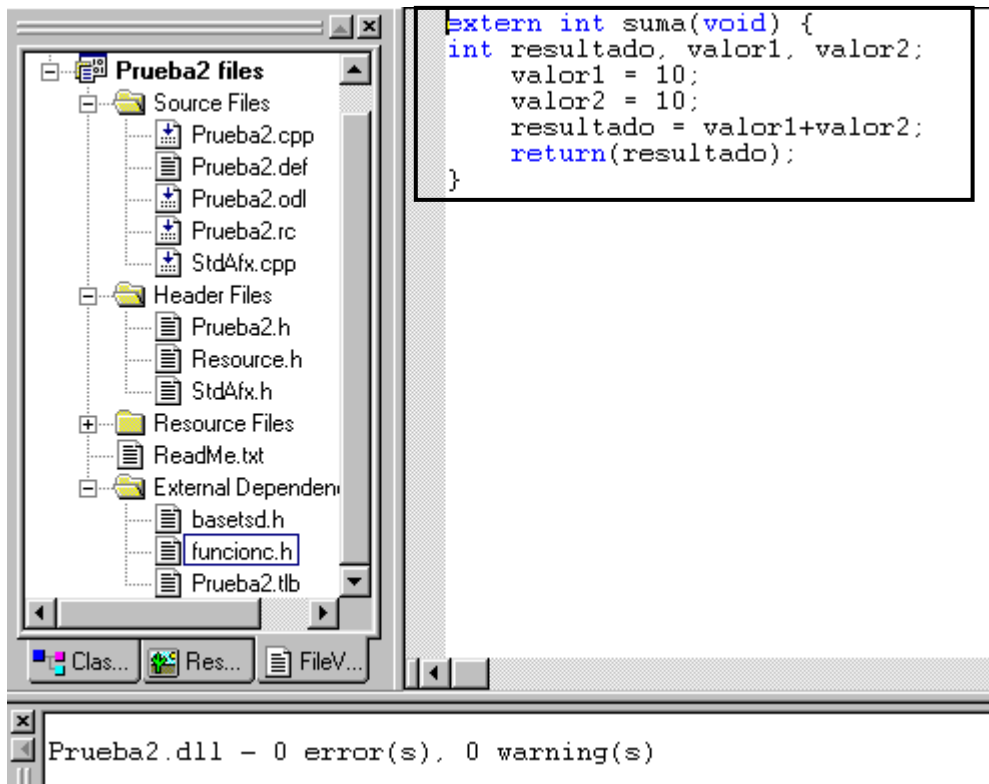 Prueba2 files
Source Files
Prueba2.cpp
Prueba2.def
Prueba2.odl
Prueba2.rc
StdAfx.cpp
Header Files
Prueba2.h
Resource.h
StdAfx.h
Resource Files
ReadMe.txt
External Dependen
basetsd.h
funcionc.h
Prueba2.tlb
Clas... Res... FileV...
extern int suma(void) {
int resultado, valor1, valor2;
valor1 = 10;
valor2 = 10;
resultado = valor1+valor2;
return(resultado);
}
Prueba2.dll - 0 error(s), 0 warning(s)